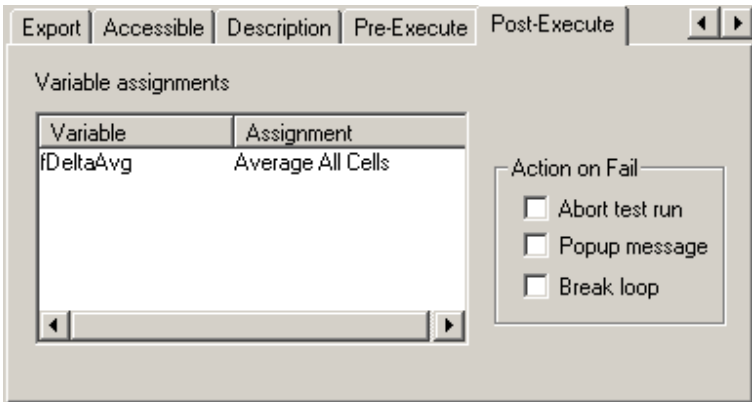 Export Accessible Description Pre-Execute Post-Execute
Variable assignments
Variable Assignment
fDeltaAvg Average All Cells
Action on Fail
Abort test run
Popup message
Break loop